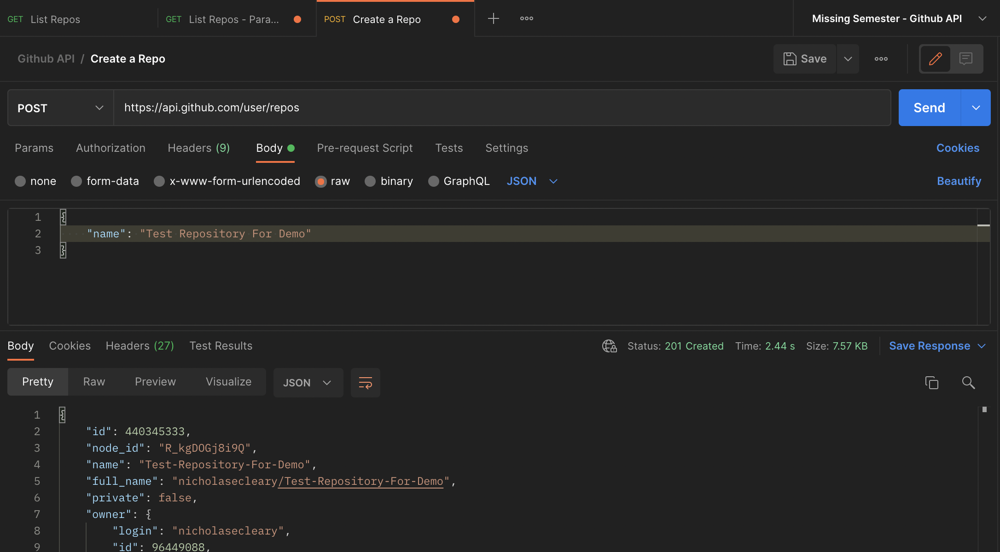 GET List Repos GET List Repos - Para... POST Create a Repo Missing Semester - Github API
Github API / Create a Repo Save
POST https://api.github.com/user/repos Send
Params Authorization Headers (9) Body Pre-request Script Tests Settings Cookies
none form-data x-www-form-urlencoded raw binary GraphQL JSON Beautify
1 {
2 "name": "Test Repository For Demo"
3 }
Body Cookies Headers (27) Test Results Status: 201 Created Time: 2.44 s Size: 7.57 KB Save Response
Pretty Raw Preview Visualize JSON
1 {
2 "id": 440345333,
3 "node_id": "R_kgDOGj8i9Q",
4 "name": "Test-Repository-For-Demo",
5 "full_name": "nicholasecleary/Test-Repository-For-Demo",
6 "private": false,
7 "owner": {
8 "login": "nicholasecleary",
9 "id": 96449088,